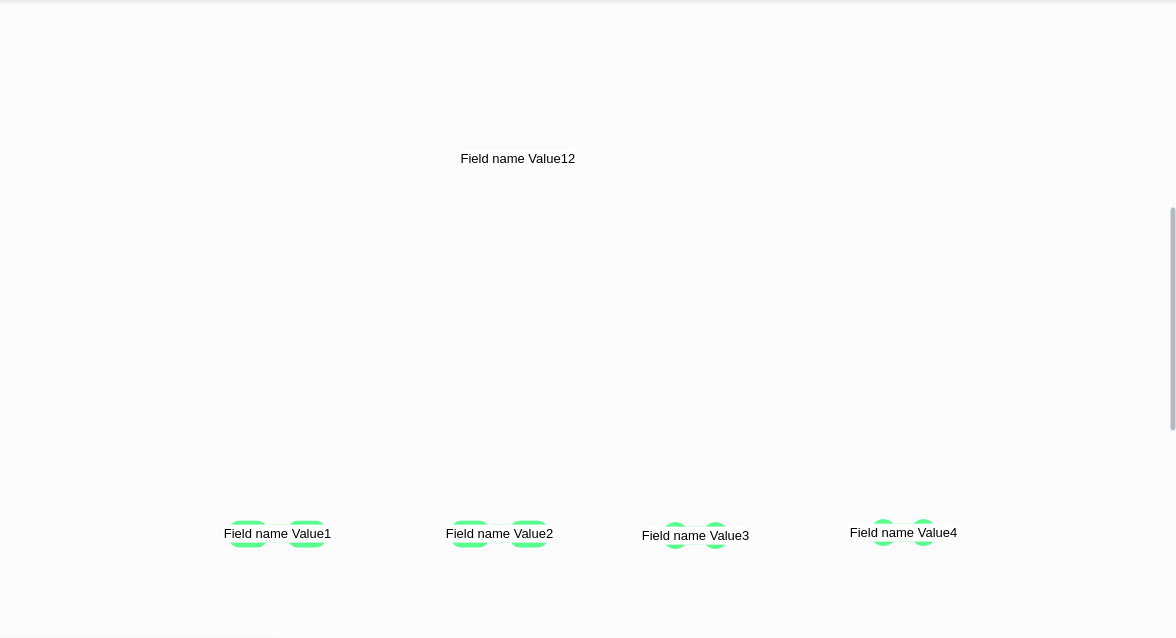 Field name Value12
Field name Value1
Field name Value2
Field name Value3
Field name Value4